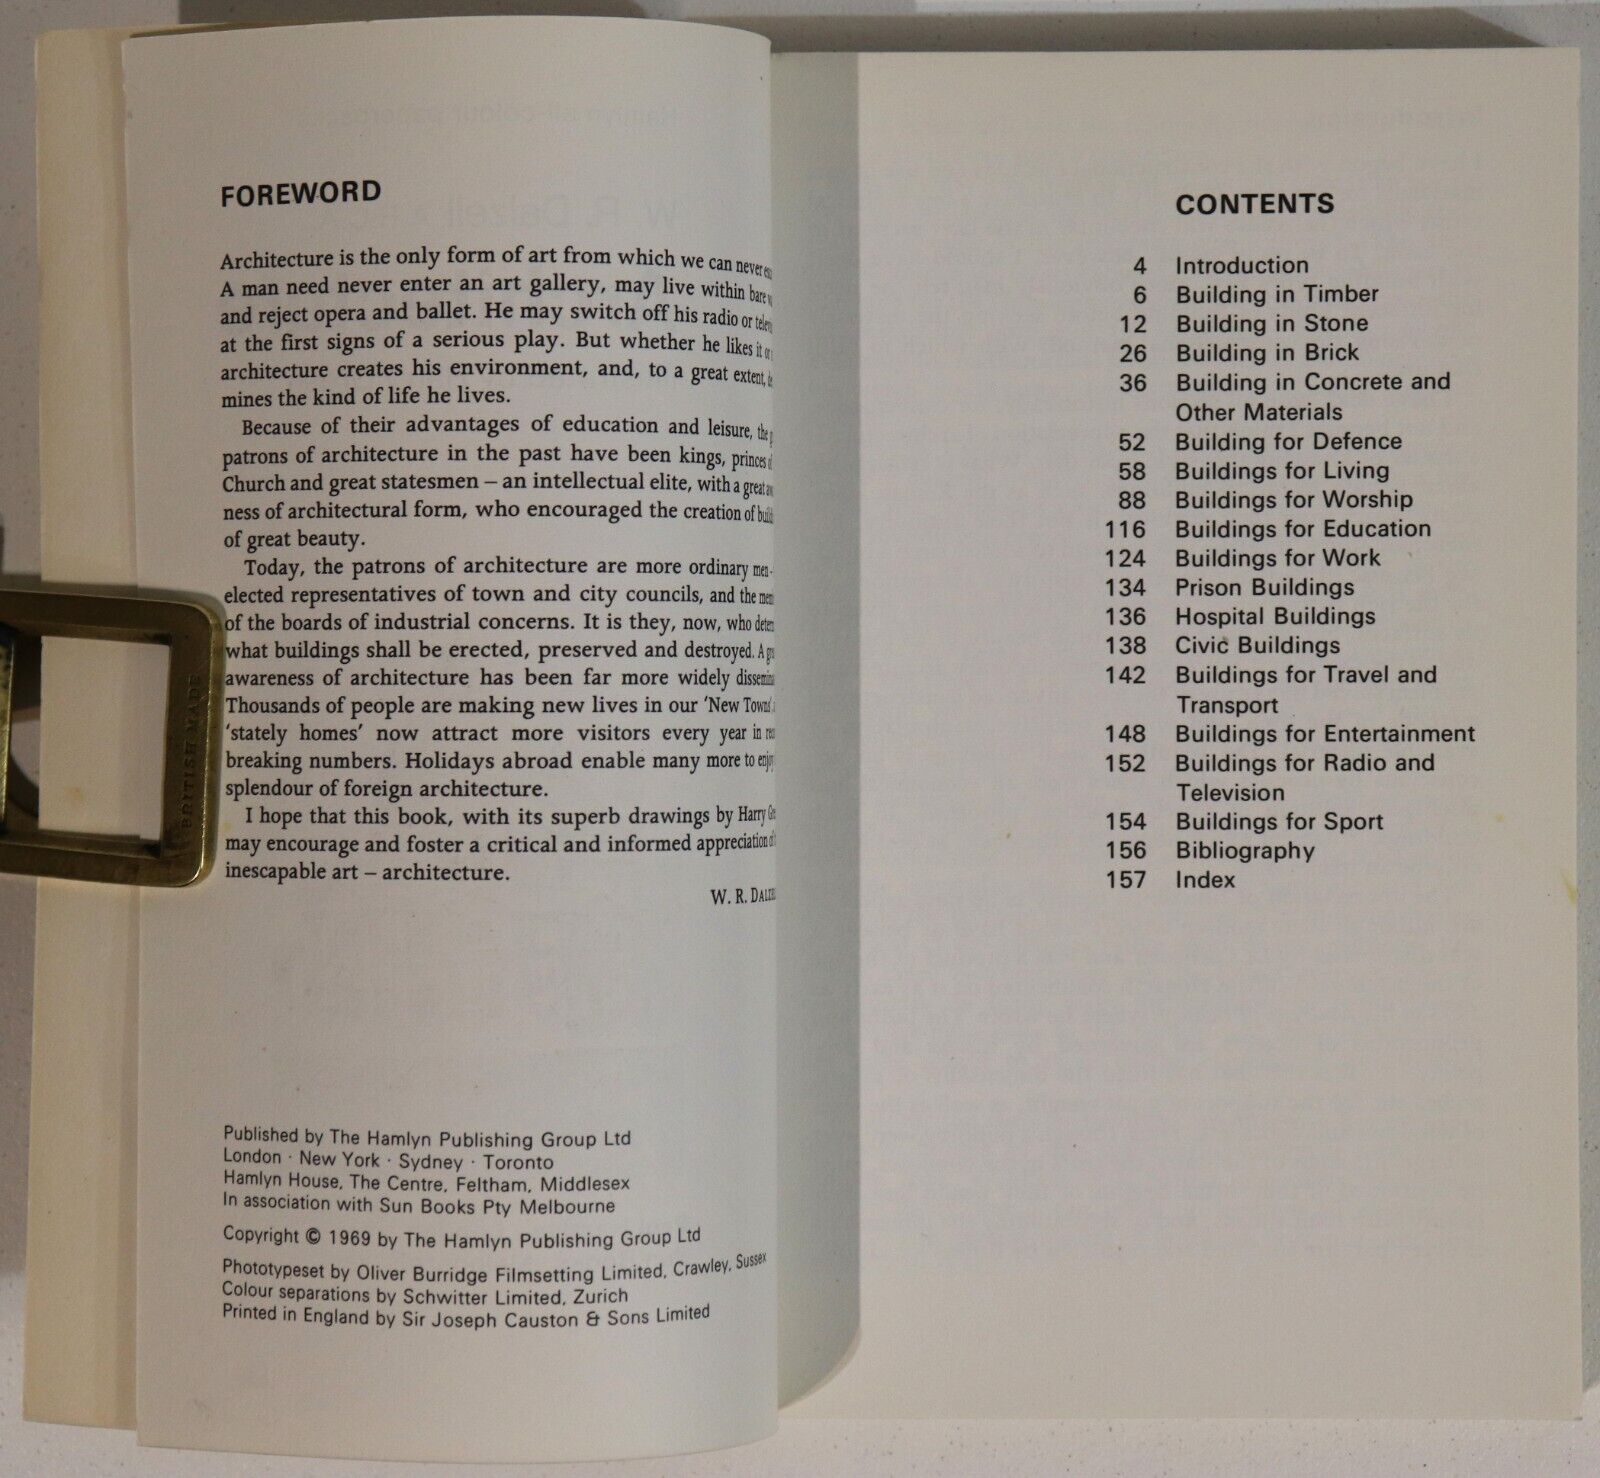 FOREWORD
Architecture is the only form of art from which we can never
A man need never enter an art gallery, may live within bare
and reject opera and ballet. He may switch off his radio or
at the first signs of a serious play. But whether he likes it or
architecture creates his environment, and, to a great extent,
mines the kind of life he lives.
Because of their advantages of education and leisure, the
patrons of architecture in the past have been kings, princes
Church and great statesmen – an intellectual elite, with a great
ness of architectural form, who encouraged the creation of
of great beauty.
Today, the patrons of architecture are more ordinary men -
elected representatives of town and city councils, and the
of the boards of industrial concerns. It is they, now, who
what buildings shall be erected, preserved and destroyed. A
awareness of architecture has been far more widely
Thousands of people are making new lives in our 'New Towns'
'stately homes' now attract more visitors every year in
breaking numbers. Holidays abroad enable many more to
splendour of foreign architecture.
I hope that this book, with its superb drawings by Harry
may encourage and foster a critical and informed appreciation
inescapable art – architecture.
W. R.
Published by The Hamlyn Publishing Group Ltd
London · New York · Sydney · Toronto
Hamlyn House, The Centre, Feltham, Middlesex
In association with Sun Books Pty Melbourne
Copyright © 1969 by The Hamlyn Publishing Group Ltd
Phototypeset by Oliver Burridge Filmsetting Limited, Crawley, Sussex
Colour separations by Schwitter Limited, Zurich
Printed in England by Sir Joseph Causton & Sons Limited
BRITISH MADE
CONTENTS
4 Introduction
6 Building in Timber
12 Building in Stone
26 Building in Brick
36 Building in Concrete and
Other Materials
52 Building for Defence
58 Buildings for Living
88 Buildings for Worship
116 Buildings for Education
124 Buildings for Work
134 Prison Buildings
136 Hospital Buildings
138 Civic Buildings
142 Buildings for Travel and
Transport
148 Buildings for Entertainment
152 Buildings for Radio and
Television
154 Buildings for Sport
156 Bibliography
157 Index